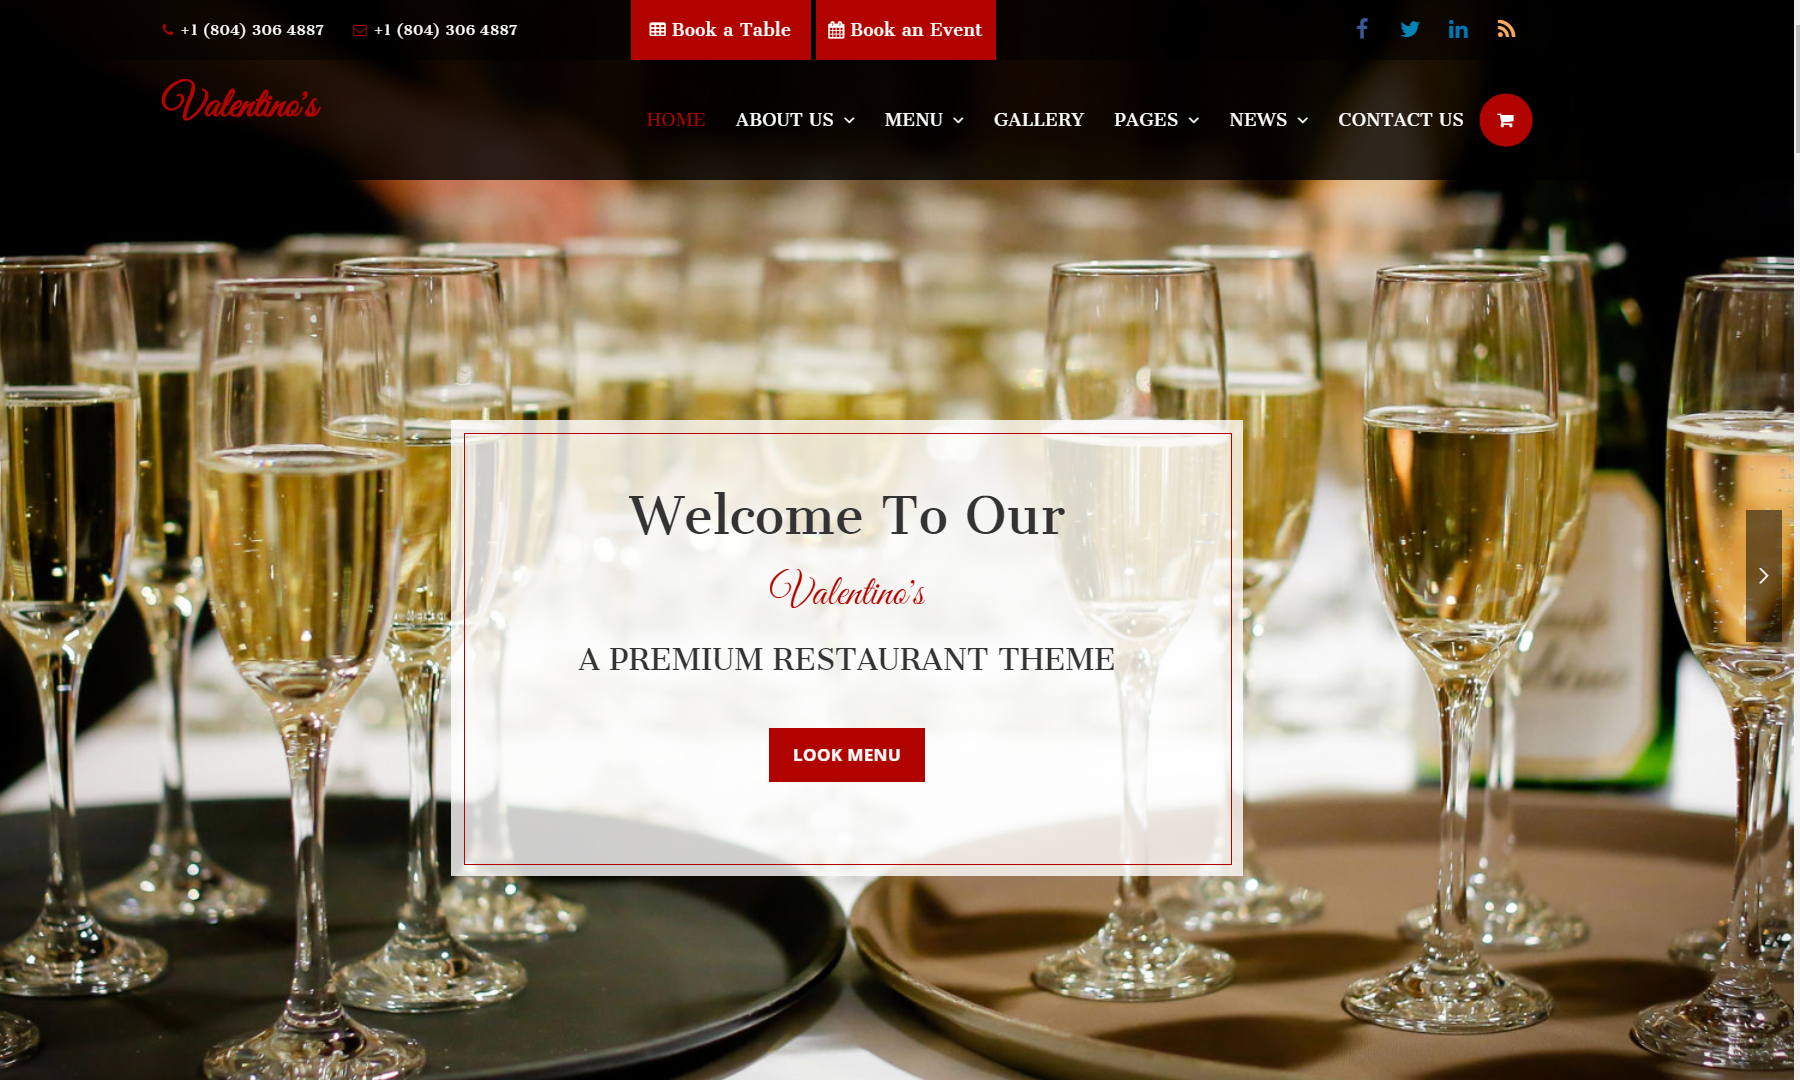 +1 (804) 306 4887
+1 (804) 306 4887
Book a Table
Book an Event
Valentino's
HOME
ABOUT US
MENU
GALLERY
PAGES
NEWS
CONTACT US
Welcome To Our
Valentino's
A PREMIUM RESTAURANT THEME
LOOK MENU